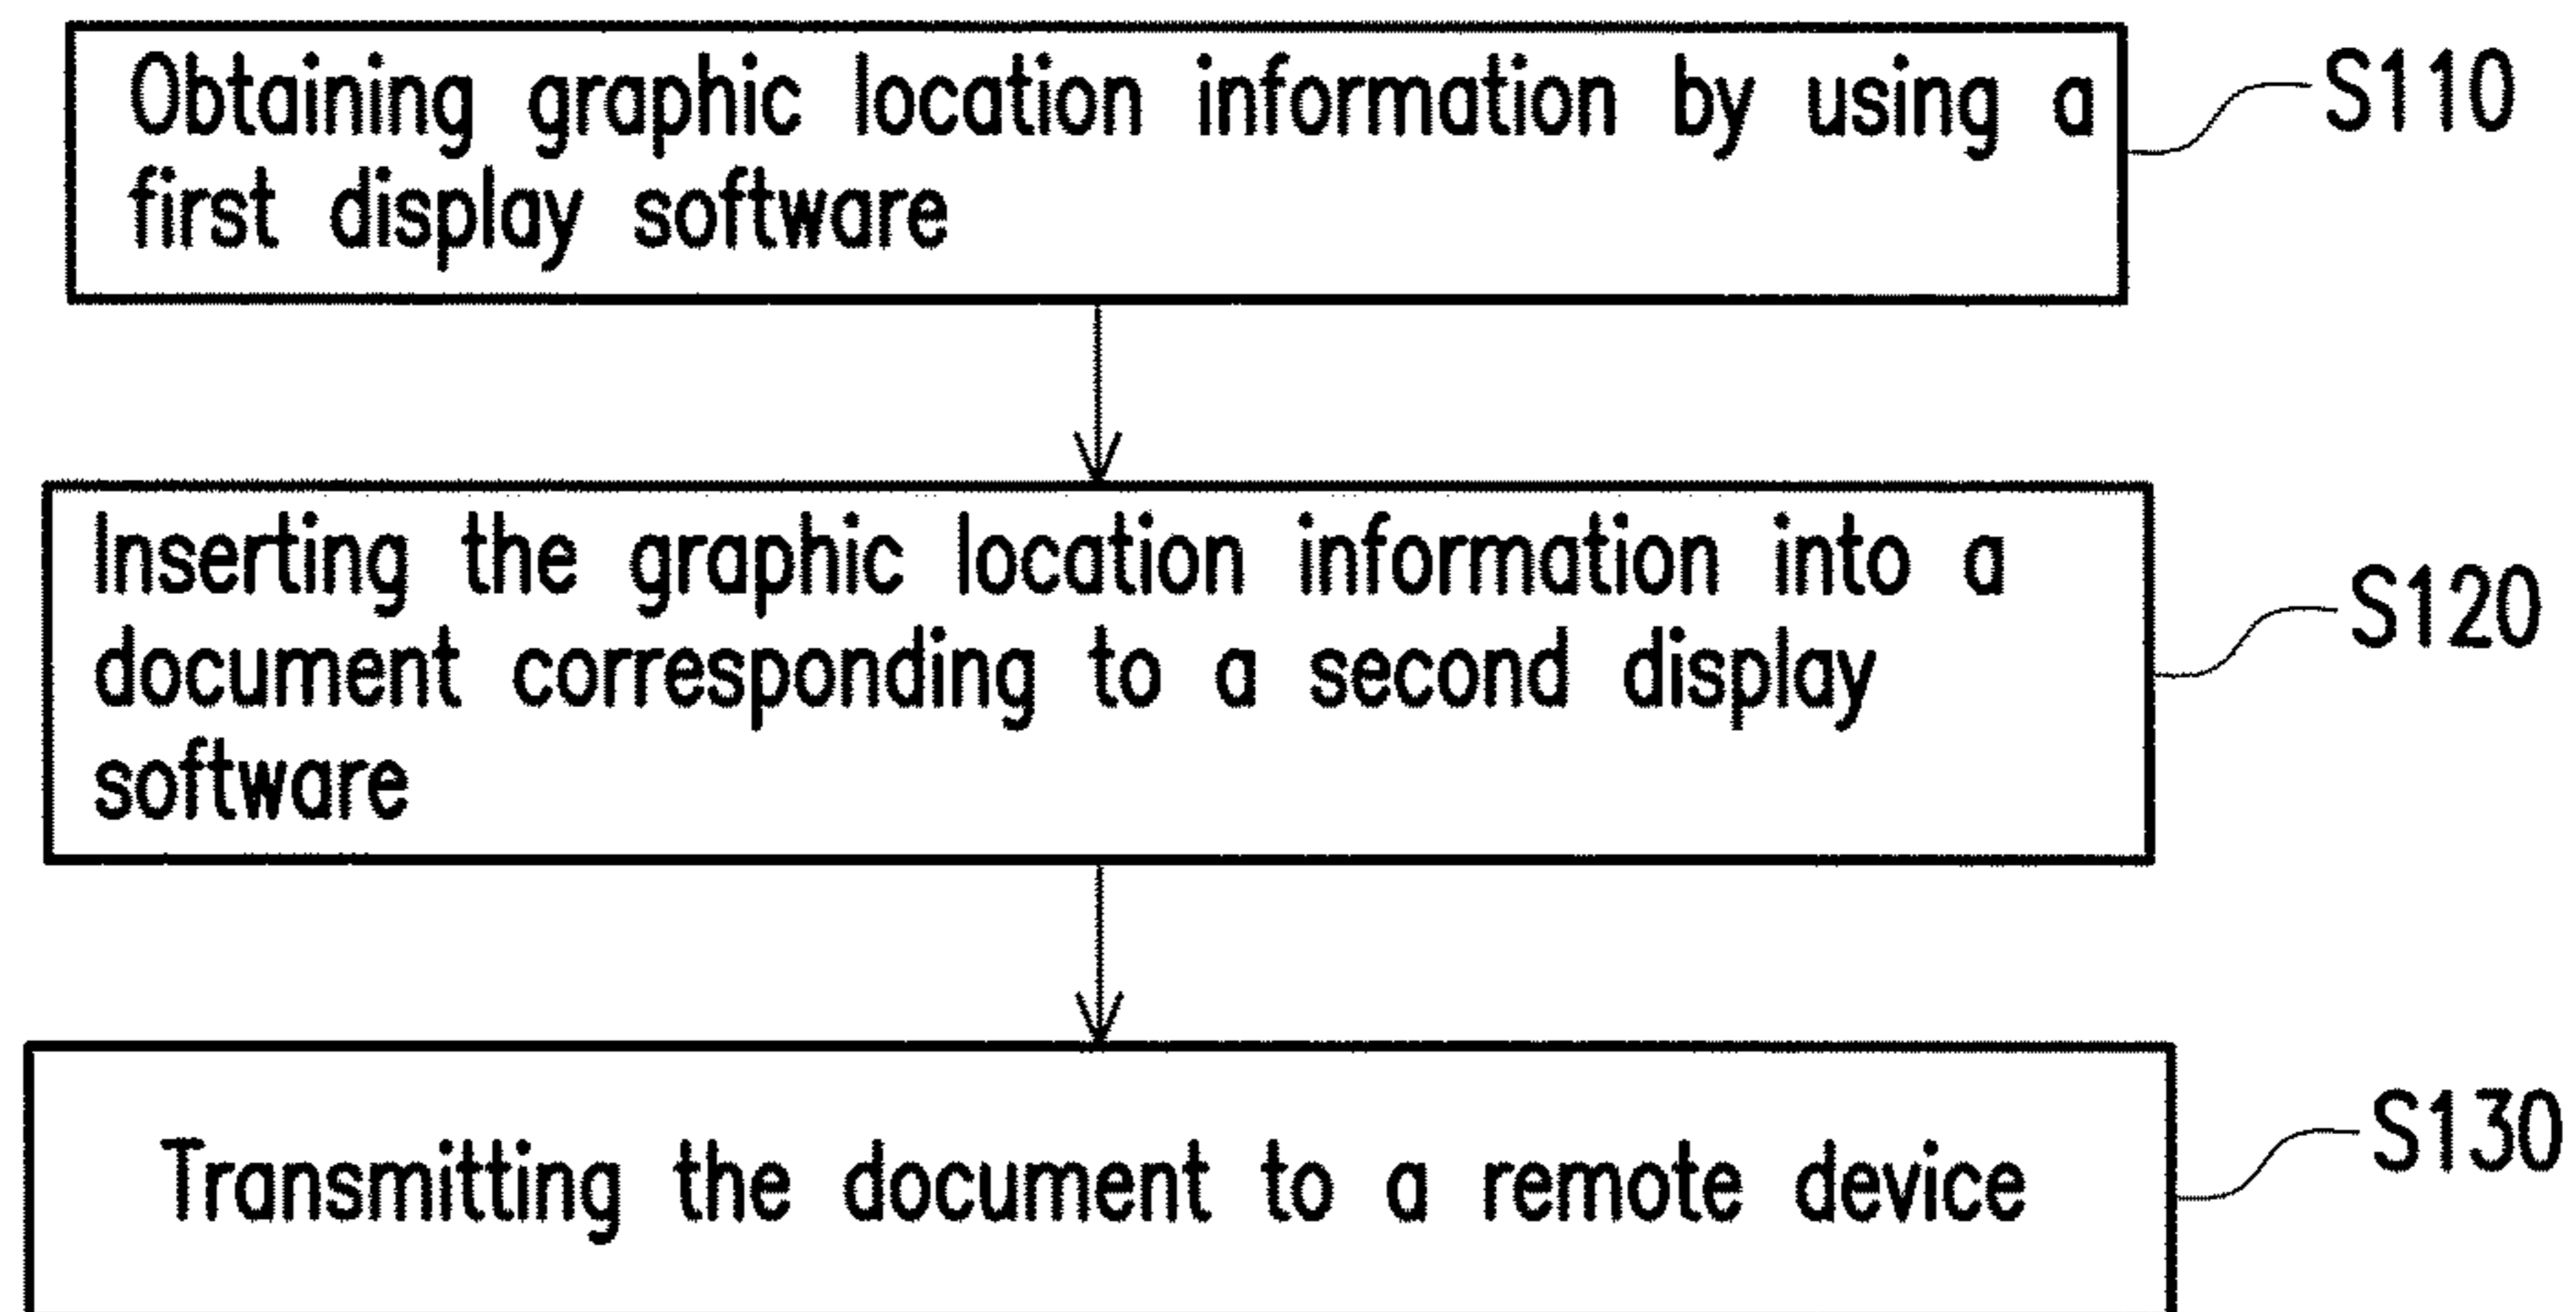 Obtaining graphic location information by using a
first display software
S110
Inserting the graphic location information into a
document corresponding to a second display
software
S120
Transmitting the document to a remote device
S130